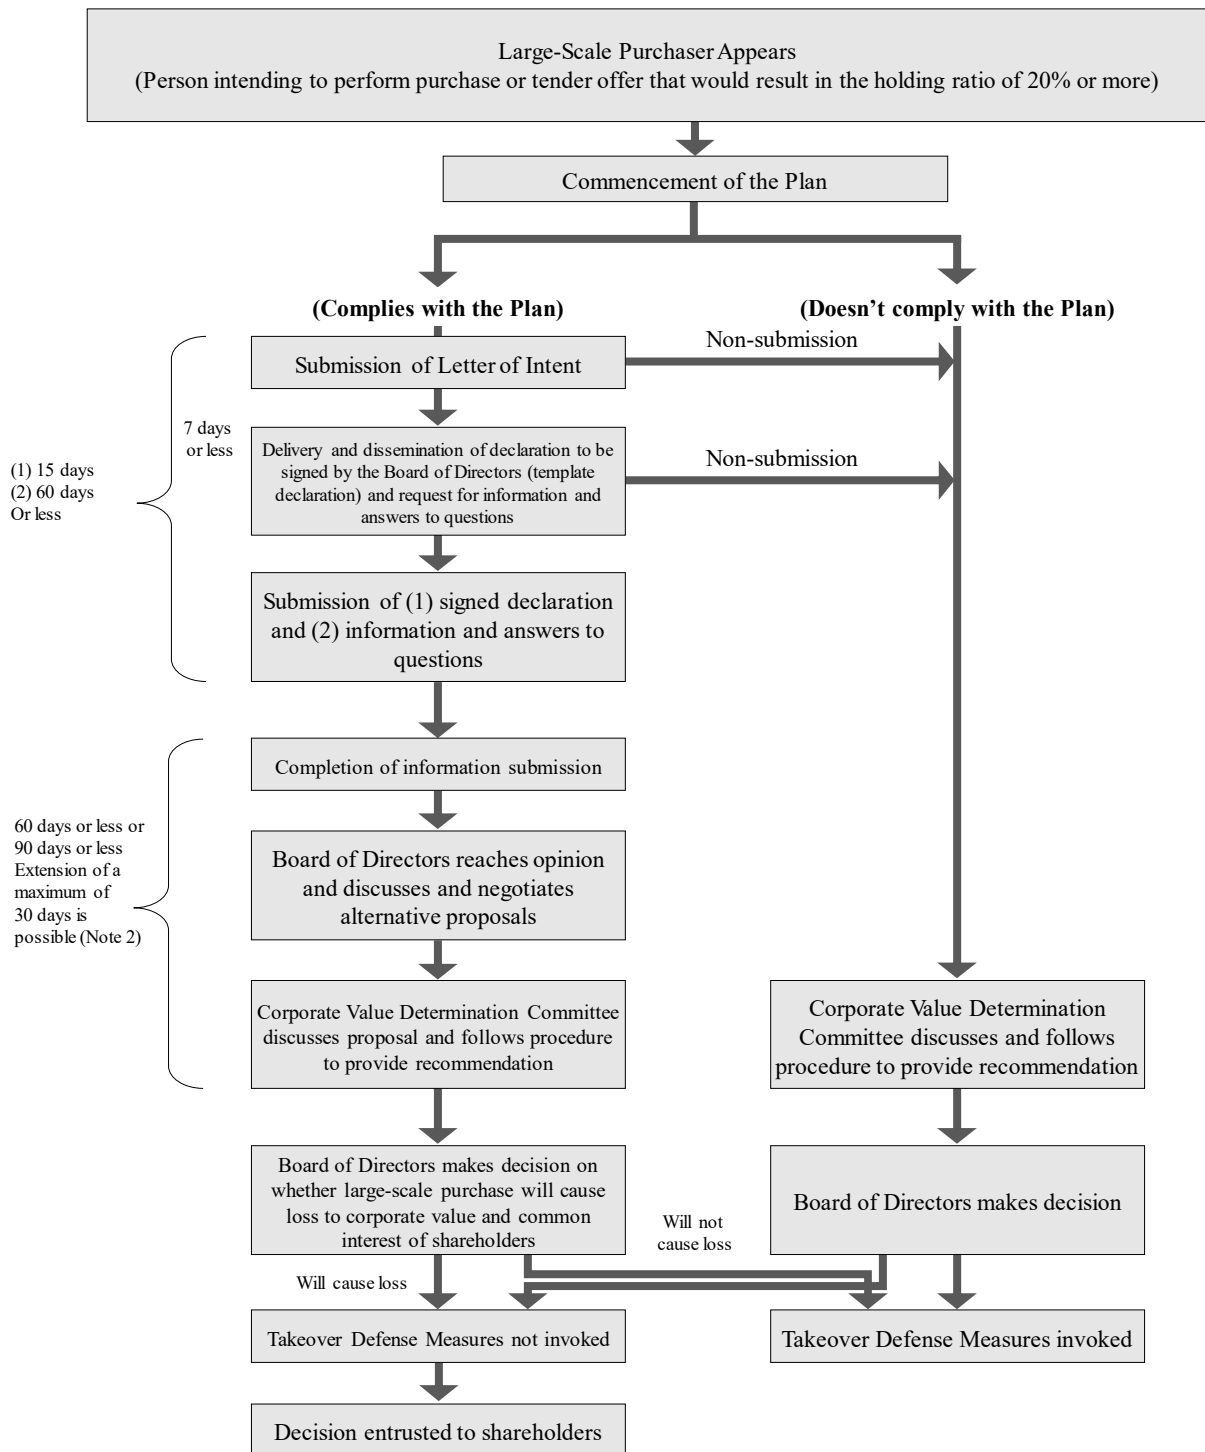 Large-Scale Purchaser Appears
(Person intending to perform purchase or tender offer that would result in the holding ratio of 20% or more)
Commencement of the Plan
(Complies with the Plan)
(Doesn’t comply with the Plan)
Submission of Letter of Intent
Non-submission
7 days
or less
(1) 15 days
(2) 60 days
Or less
Delivery and dissemination of declaration to be
signed by the Board of Directors (template
declaration) and request for information and
answers to questions
Non-submission
Submission of (1) signed declaration
and (2) information and answers to
questions
Completion of information submission
60 days or less or
90 days or less
Extension of a
maximum of
30 days is
possible (Note 2)
Board of Directors reaches opinion
and discusses and negotiates
alternative proposals
Corporate Value Determination Committee
discusses proposal and follows procedure
to provide recommendation
Corporate Value Determination
Committee discusses and follows
procedure to provide recommendation
Board of Directors makes decision on
whether large-scale purchase will cause
loss to corporate value and common
interest of shareholders
Board of Directors makes decision
Will not
cause loss
Will cause loss
Takeover Defense Measures not invoked
Takeover Defense Measures invoked
Decision entrusted to shareholders